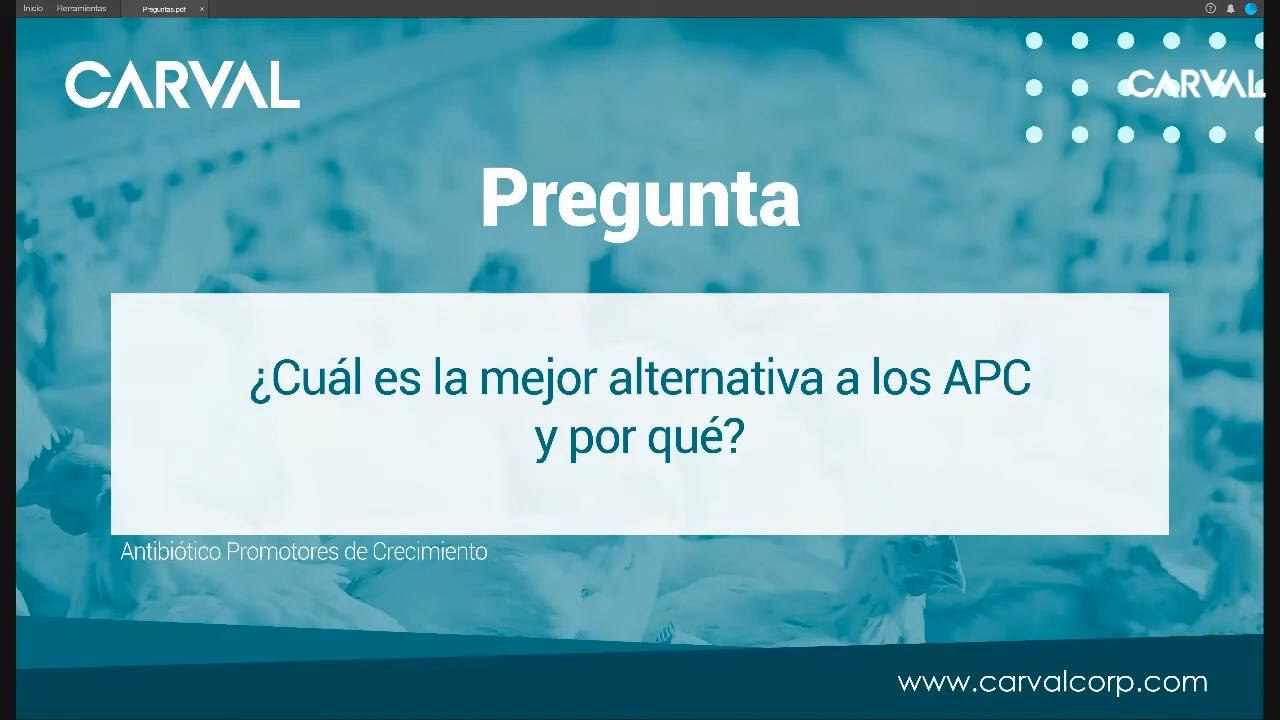 Inicio Herramientas Preguntas.pdf ×
CARVAL
CARVAL
Pregunta
¿Cuál es la mejor alternativa a los APC
y por qué?
Antibiótico Promotores de Crecimiento
www.carvalcorp.com